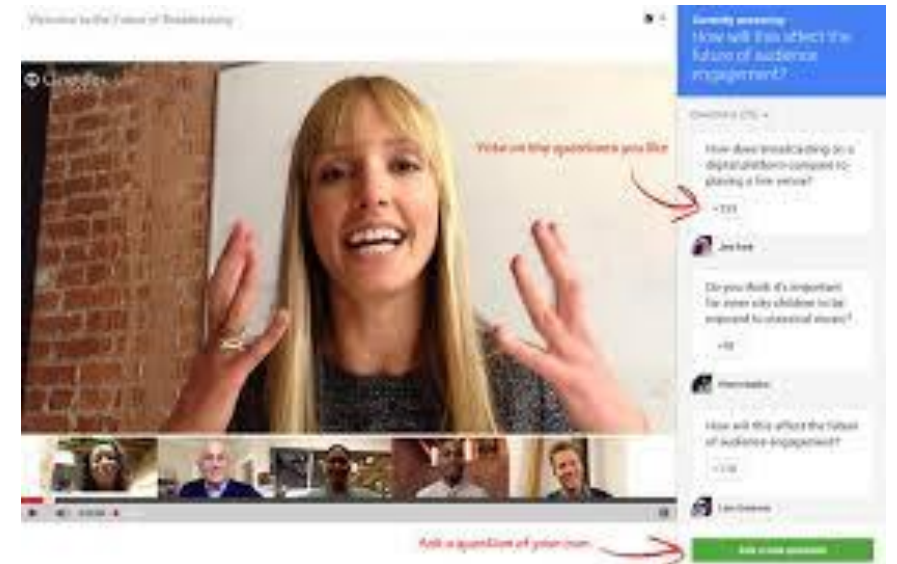 Welcome to the Future of Broadcasting
Google+
Currently answering
How will this affect the
future of audience
engagement?
Questions
Vote on the questions you like
How does broadcasting on a
digital platform compare to
playing a live venue?
Do you think it's important
for inner city children to be
exposed to classical music?
How will this affect the future
of audience engagement?
Ask a question of your own
Ask a new question